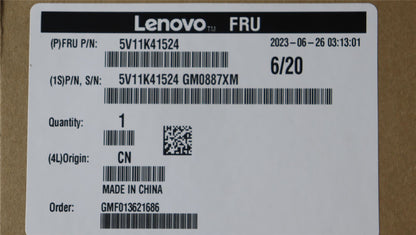 Lenovo™ FRU
(P)FRU P/N: 5V11K41524 2023-06-26 03:13:01
6/20
(1S)P/N, S/N: 5V11K41524 GM0887XM
Quantity: 1
(4L)Origin: CN
MADE IN CHINA
Order: GMF013621686